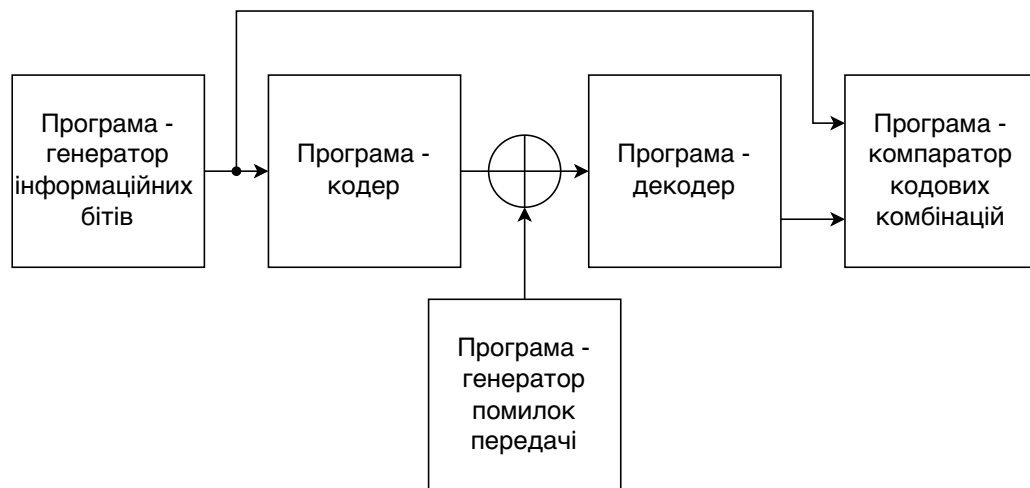 Програма -
генератор
інформаційних
бітів
Програма -
кодер
Програма -
декодер
Програма -
компаратор
кодових
комбінацій
Програма -
генератор
помилок
передачі